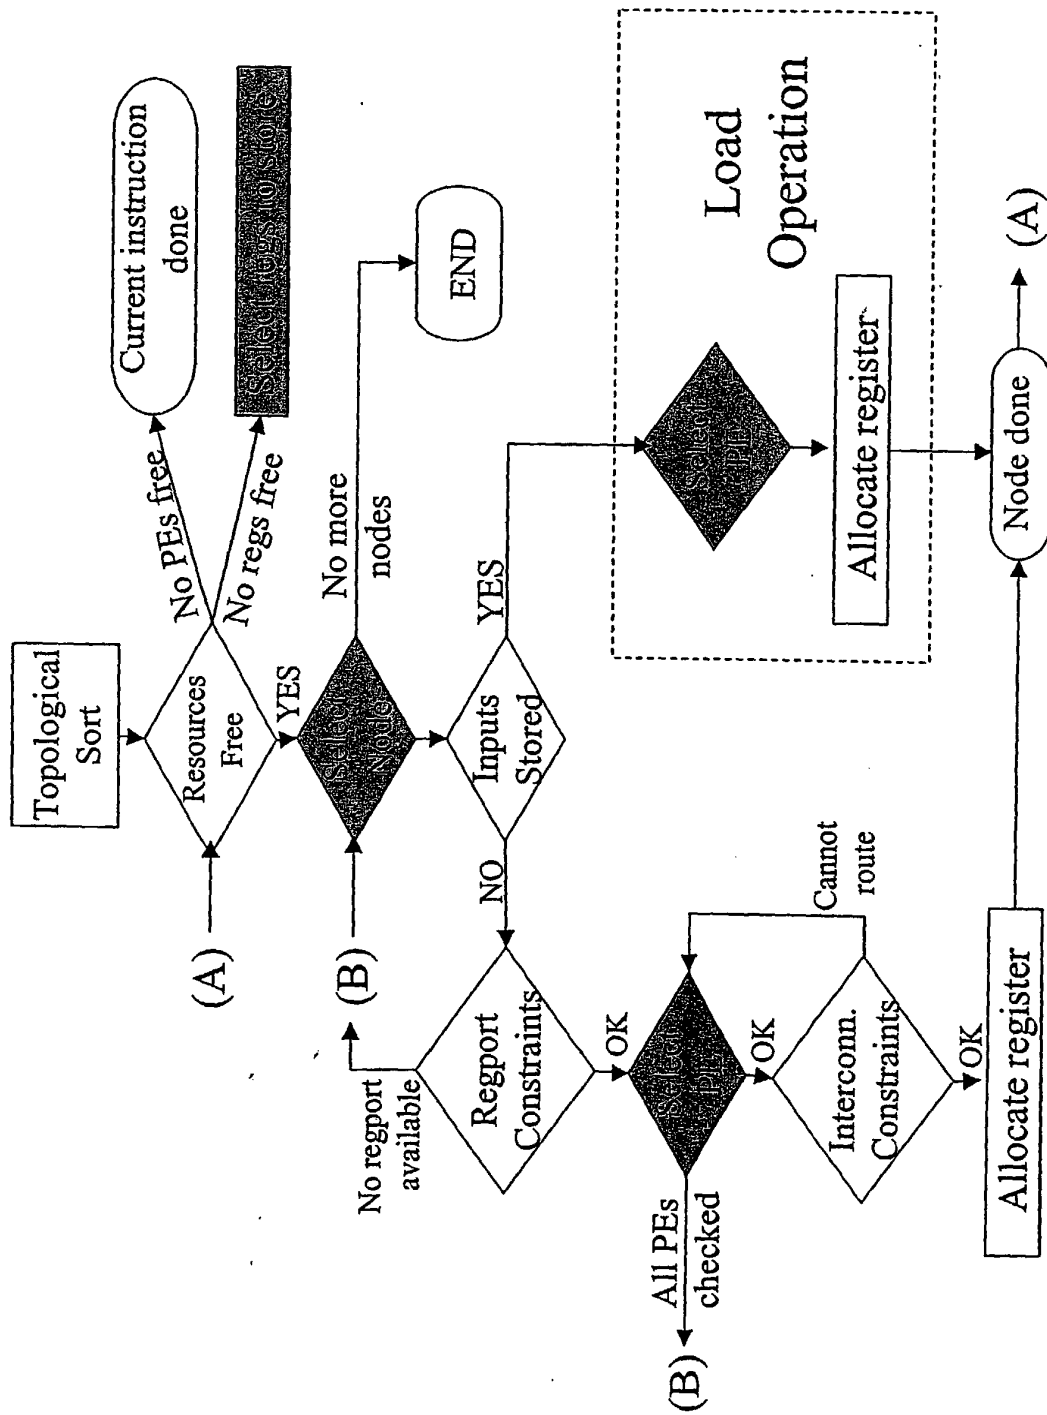 Topological
Sort
Resources
Free
No PEs free
No regs free
Current instruction
done
Select regs to store
(A)
YES
(B)
Select
Node
No more
nodes
END
Inputs
Stored
NO
YES
No regport
available
Regport
Constraints
OK
Select
PE
All PEs
checked
(B)
OK
Interconn.
Constraints
Cannot
route
OK
Allocate register
Load
Operation
Select
PE
Allocate register
Node done
(A)